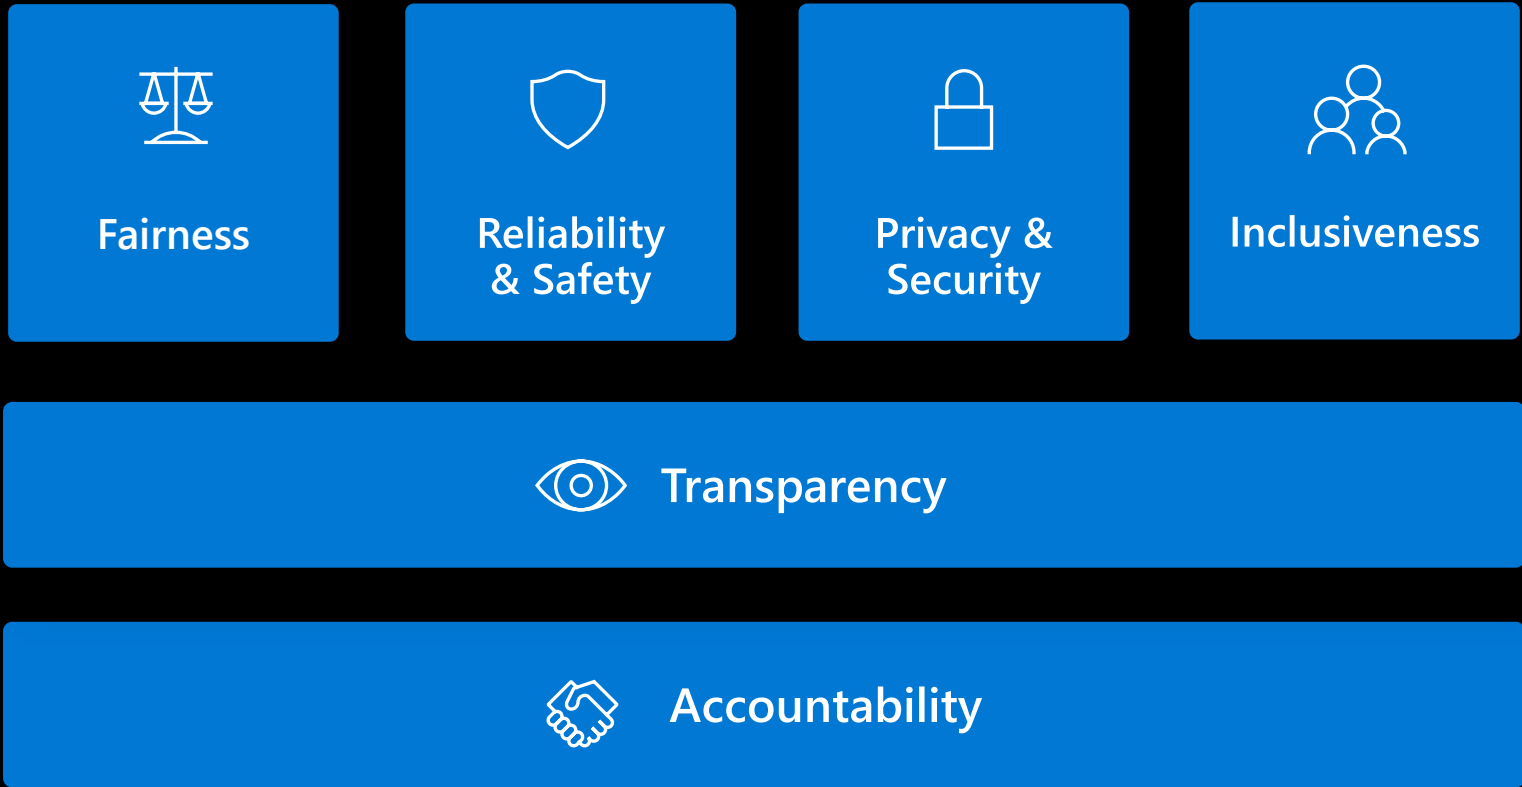 Fairness
Reliability
& Safety
Privacy &
Security
Inclusiveness
Transparency
Accountability